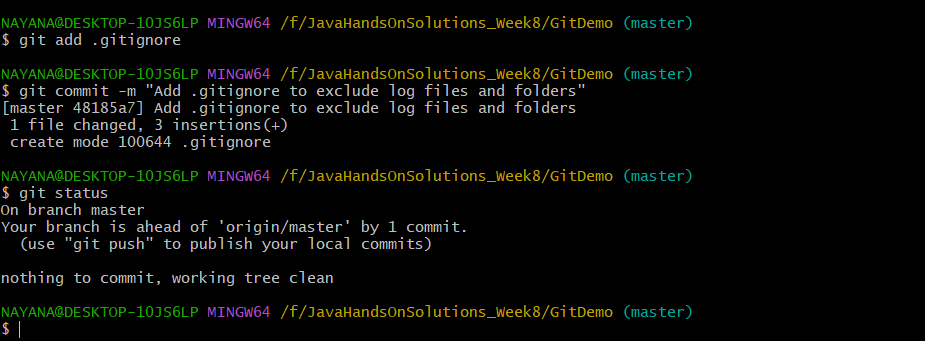 NAYANA@DESKTOP-1OJS6LP MINGW64 /f/JavaHandsOnSolutions_Week8/GitDemo (master)
$ git add .gitignore
NAYANA@DESKTOP-1OJS6LP MINGW64 /f/JavaHandsOnSolutions_Week8/GitDemo (master)
$ git commit -m "Add .gitignore to exclude log files and folders"
[master 48185a7] Add .gitignore to exclude log files and folders
 1 file changed, 3 insertions(+)
 create mode 100644 .gitignore
NAYANA@DESKTOP-1OJS6LP MINGW64 /f/JavaHandsOnSolutions_Week8/GitDemo (master)
$ git status
On branch master
Your branch is ahead of 'origin/master' by 1 commit.
  (use "git push" to publish your local commits)
nothing to commit, working tree clean
NAYANA@DESKTOP-1OJS6LP MINGW64 /f/JavaHandsOnSolutions_Week8/GitDemo (master)
$